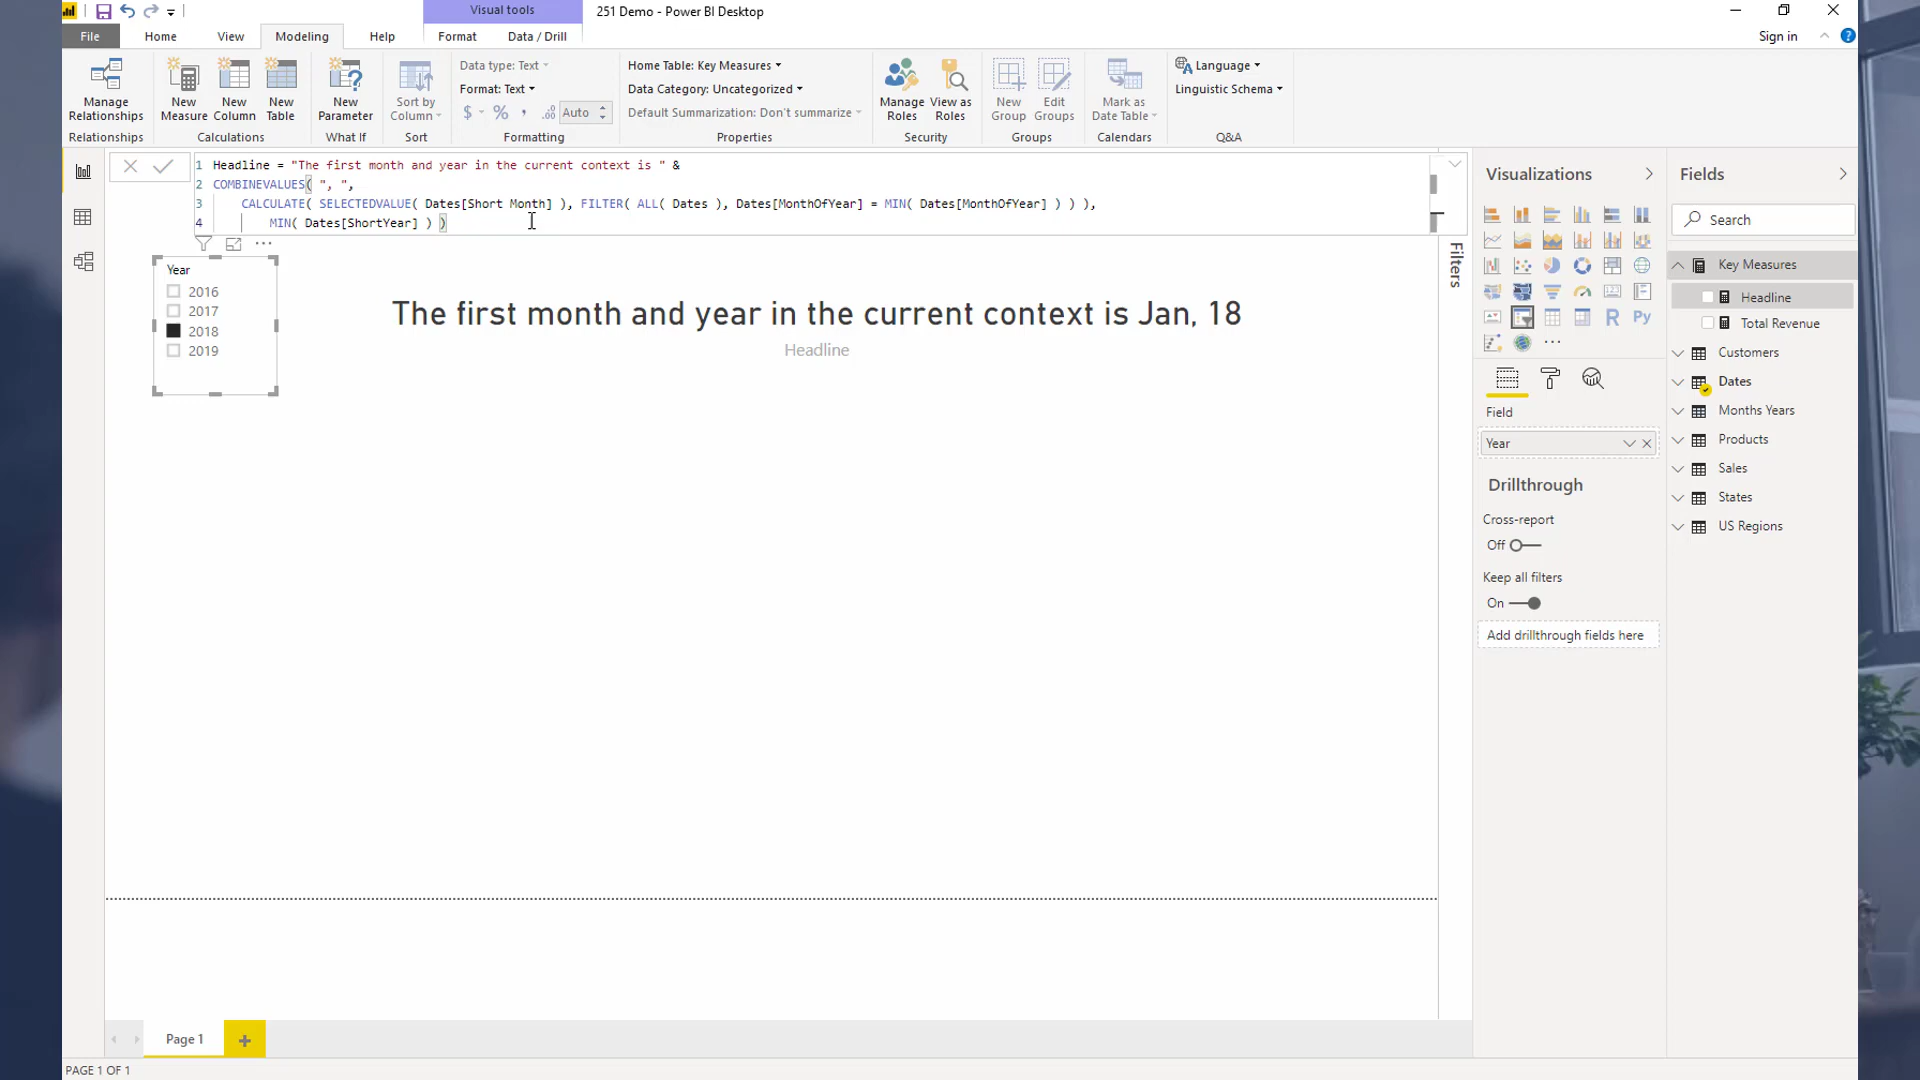 Visual tools
251 Demo - Power BI Desktop
File
Home
View
Modeling
Help
Format
Data / Drill
Sign in
Manage Relationships
Relationships
New Measure
New Column
New Table
Calculations
New Parameter
What If
Sort by Column
Sort
Data type: Text
Format: Text
$ % , .00 Auto
Formatting
Home Table: Key Measures
Data Category: Uncategorized
Default Summarization: Don't summarize
Properties
Manage Roles
View as Roles
Security
New Group
Edit Groups
Groups
Mark as Date Table
Calendars
Language
Linguistic Schema
Q&A
1 Headline = "The first month and year in the current context is " &
2 COMBINEVALUES( ", ",
3 CALCULATE( SELECTEDVALUE( Dates[Short Month] ), FILTER( ALL( Dates ), Dates[MonthOfYear] = MIN( Dates[MonthOfYear] ) ) ),
4 MIN( Dates[ShortYear] ) )
Year
2016
2017
2018
2019
The first month and year in the current context is Jan, 18
Headline
Filters
Visualizations
R
Py
Field
Year
Drillthrough
Cross-report
Off
Keep all filters
On
Add drillthrough fields here
Fields
Search
Key Measures
Headline
Total Revenue
Customers
Dates
Months Years
Products
Sales
States
US Regions
Page 1
PAGE 1 OF 1